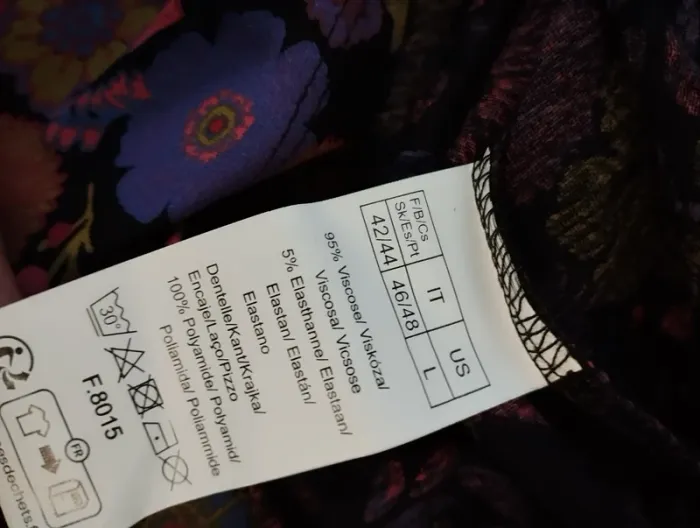 F/B/Cs
Sk/Es/Pt
IT
US
42/44
46/48
L
95% Viscose/ Viskóza/
Viscosa/ Vicsose
5% Elasthanne/ Elastaan/
Elastan/ Elastán/
Elastano
Dentelle/Kant/Krajka/
Encaje/Laço/Pizzo
100% Polyamide/ Polyamid/
Poliamida/ Poliammide
30°
F.8015
FR